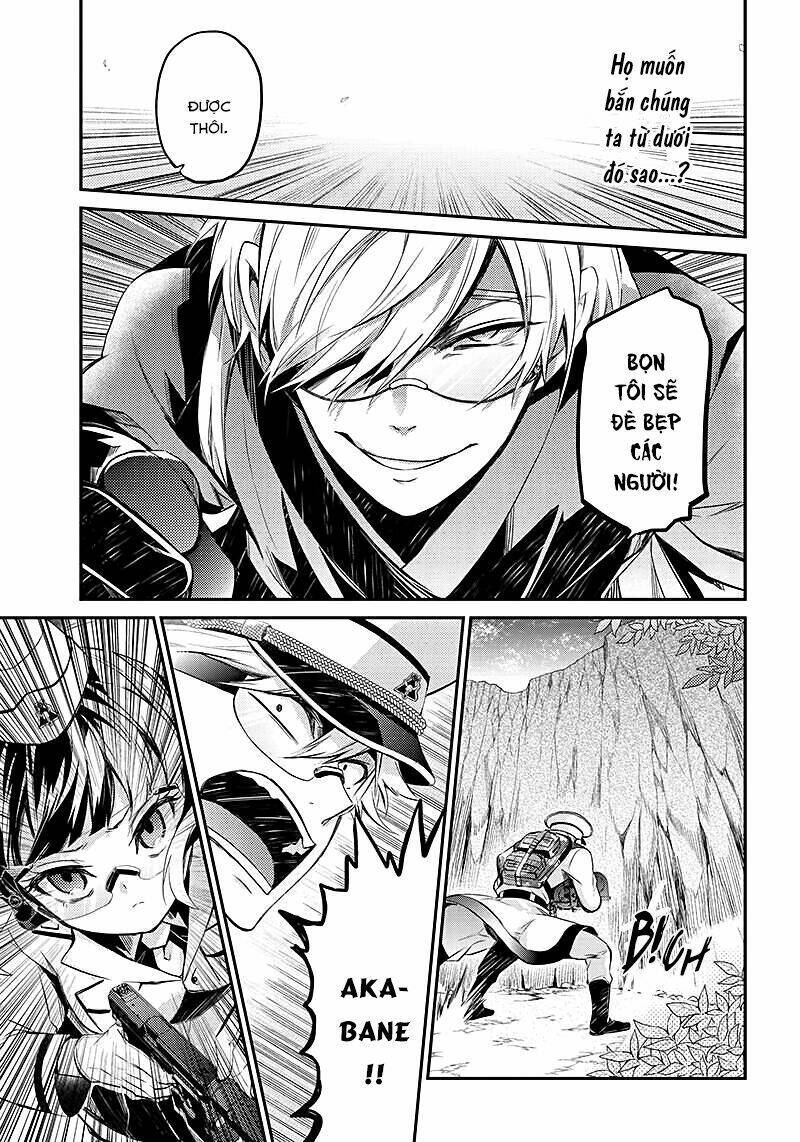 Họ muốn
bắn chúng
ta từ dưới
đó sao...?
ĐƯỢC
THÔI.
BỌN
TÔI SẼ
ĐÈ BẸP
CÁC
NGƯỜI!
BỊCH
AKA-
BANE
!!